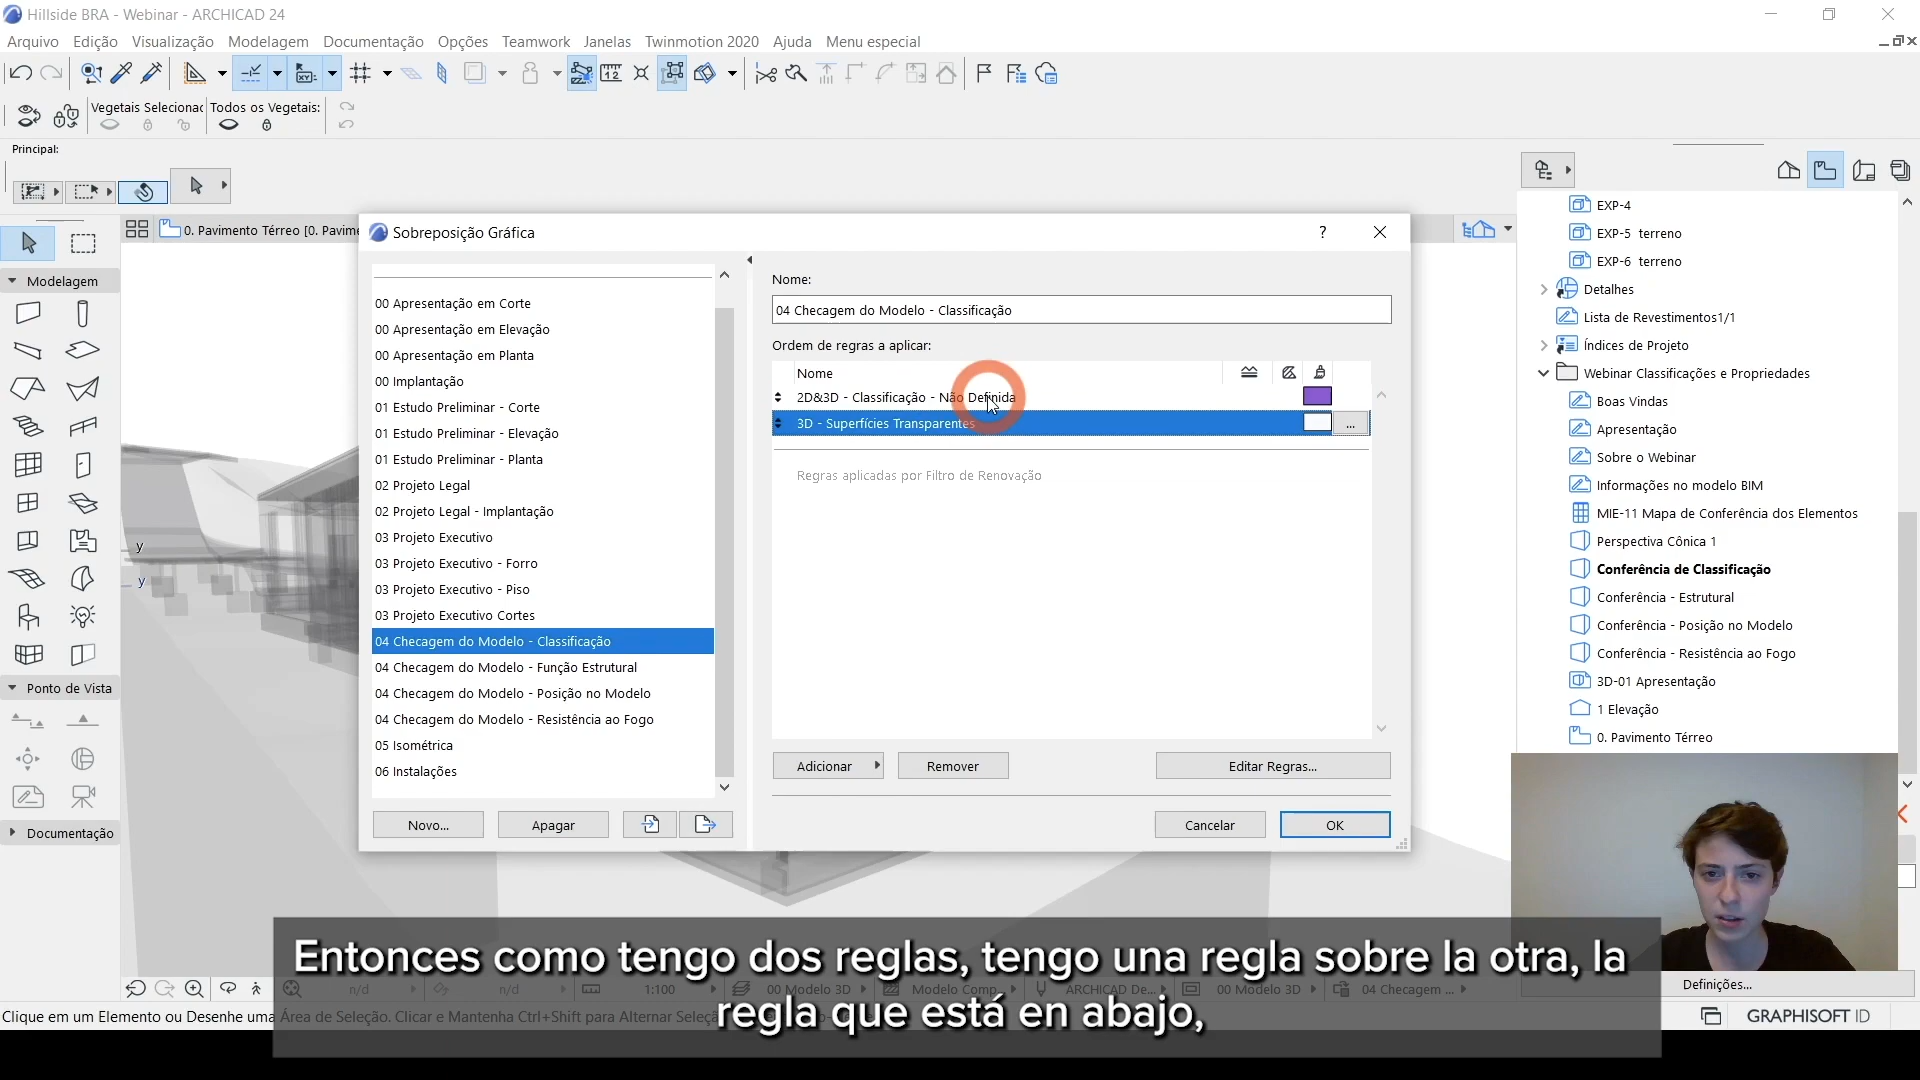 Hillside BRA - Webinar - ARCHICAD 24
Arquivo Edição Visualização Modelagem Documentação Opções Teamwork Janelas Twinmotion 2020 Ajuda Menu especial
Vegetais Selecionac Todos os Vegetais:
Principal:
0. Pavimento Térreo [0. Pavime
Modelagem
Ponto de Vista
Documentação
y
y
Sobreposição Gráfica
?
00 Apresentação em Corte
00 Apresentação em Elevação
00 Apresentação em Planta
00 Implantação
01 Estudo Preliminar - Corte
01 Estudo Preliminar - Elevação
01 Estudo Preliminar - Planta
02 Projeto Legal
02 Projeto Legal - Implantação
03 Projeto Executivo
03 Projeto Executivo - Forro
03 Projeto Executivo - Piso
03 Projeto Executivo Cortes
04 Checagem do Modelo - Classificação
04 Checagem do Modelo - Função Estrutural
04 Checagem do Modelo - Posição no Modelo
04 Checagem do Modelo - Resistência ao Fogo
05 Isométrica
06 Instalações
Novo...
Apagar
Nome:
04 Checagem do Modelo - Classificação
Ordem de regras a aplicar:
Nome
2D&3D - Classificação - Não Definida
3D - Superfícies Transparentes
...
Regras aplicadas por Filtro de Renovação
Adicionar
Remover
Editar Regras...
Cancelar
OK
EXP-4
EXP-5 terreno
EXP-6 terreno
Detalhes
Lista de Revestimentos1/1
Índices de Projeto
Webinar Classificações e Propriedades
Boas Vindas
Apresentação
Sobre o Webinar
Informações no modelo BIM
MIE-11 Mapa de Conferência dos Elementos
Perspectiva Cônica 1
Conferência de Classificação
Conferência - Estrutural
Conferência - Posição no Modelo
Conferência - Resistência ao Fogo
3D-01 Apresentação
1 Elevação
0. Pavimento Térreo
Definições...
Entonces como tengo dos reglas, tengo una regla sobre la otra, la
regla que está en abajo,
n/d n/d 1:100 00 Modelo 3D Modelo Comp... ARCHICAD De... 00 Modelo 3D 04 Checagem ...
Clique em um Elemento ou Desenhe uma Área de Seleção. Clicar e Mantenha Ctrl+Shift para Alternar Seleçã
GRAPHISOFT ID